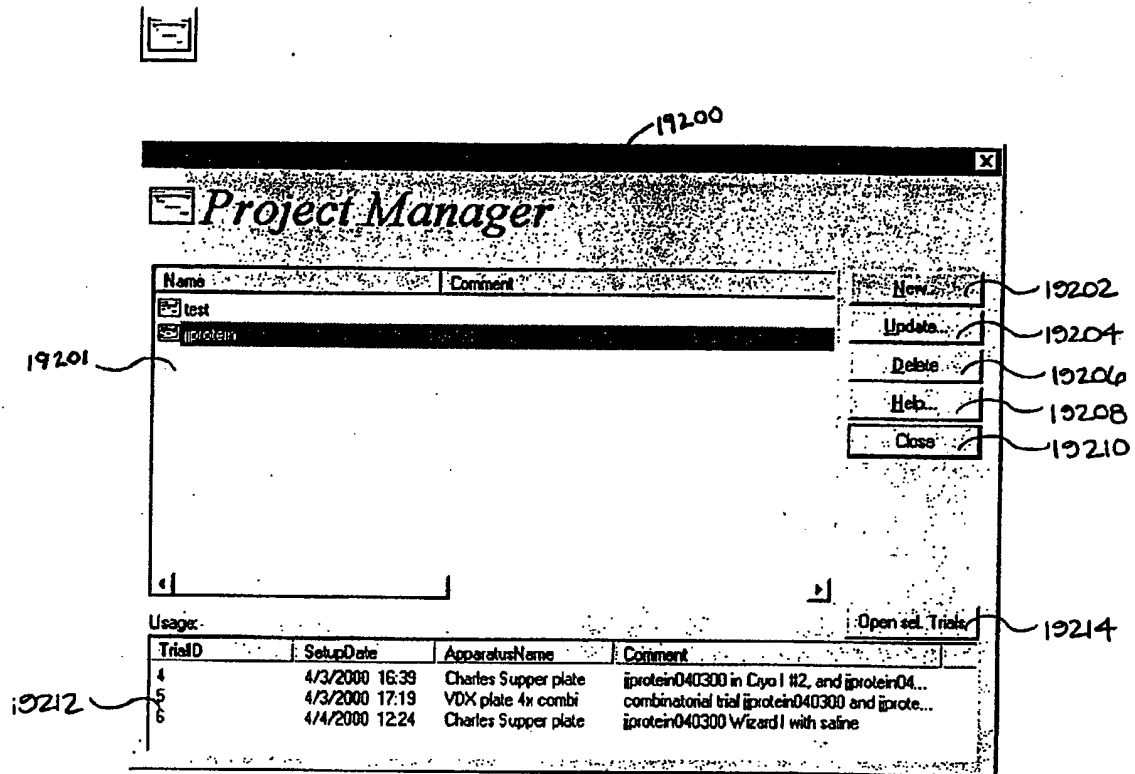 19200
Project Manager
Name Comment
test
jjprotein
New...
Update...
Delete
Help...
Close
19202
19204
19206
19208
19210
19201
Usage:
Open sel. Trials
19214
TrialID SetupDate ApparatusName Comment
4 4/3/2000 16:39 Charles Supper plate jjprotein040300 in Cryo I #2, and jjprotein04...
5 4/3/2000 17:19 VDX plate 4x combi combinatorial trial jjprotein040300 and jjprote...
6 4/4/2000 12:24 Charles Supper plate jjprotein040300 Wizard I with saline
19212